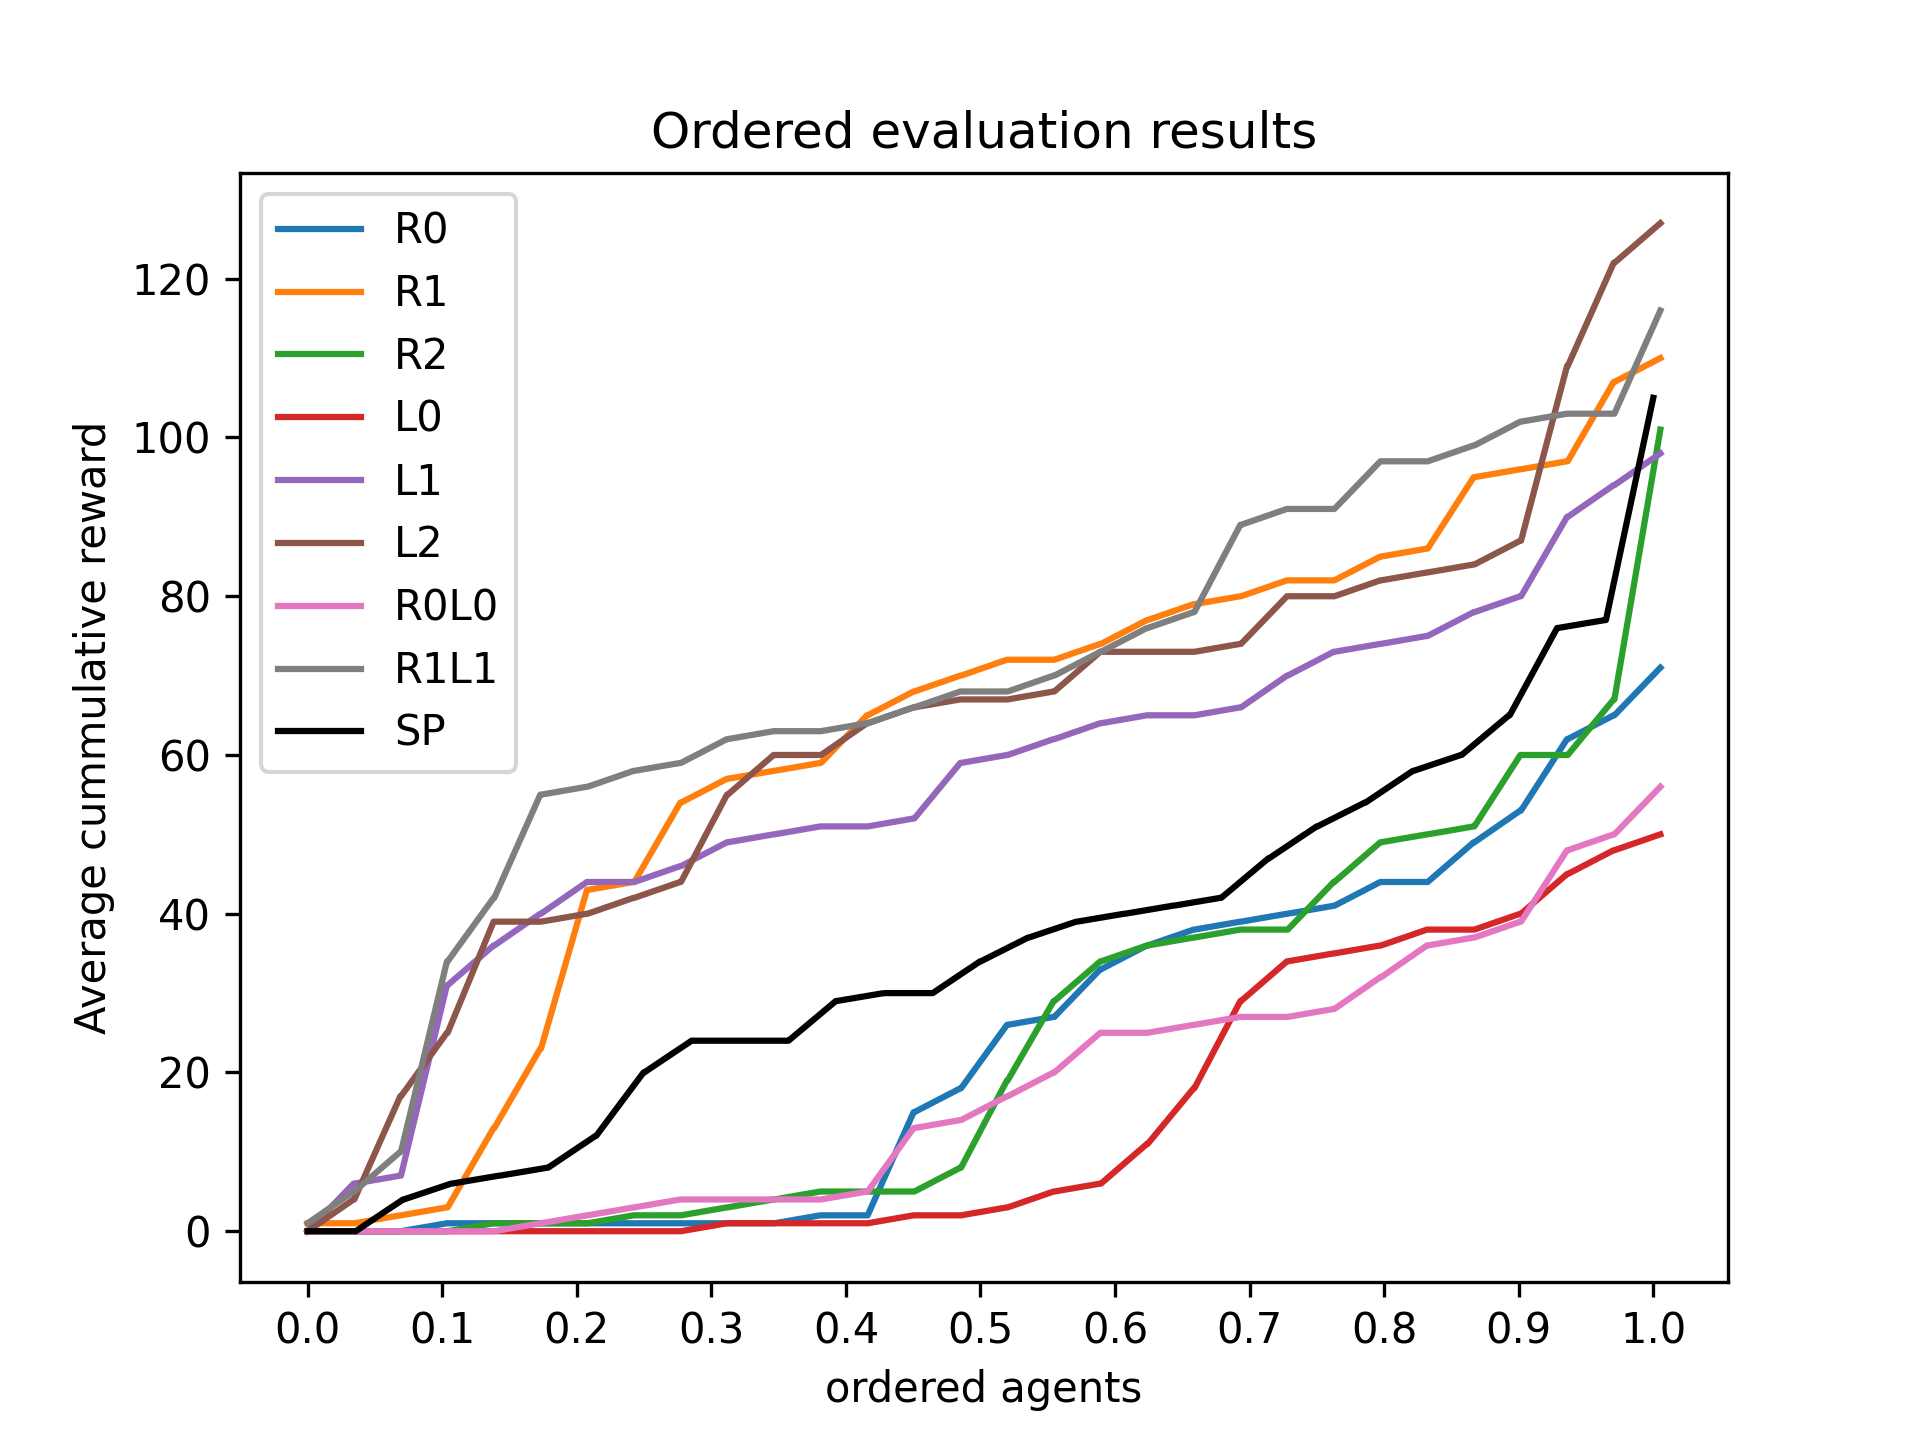 Ordered evaluation results
R0
R1
R2
L0
L1
L2
R0L0
R1L1
SP
Average cummulative reward
120
100
80
60
40
20
0
0.0 0.1 0.2 0.3 0.4 0.5 0.6 0.7 0.8 0.9 1.0
ordered agents